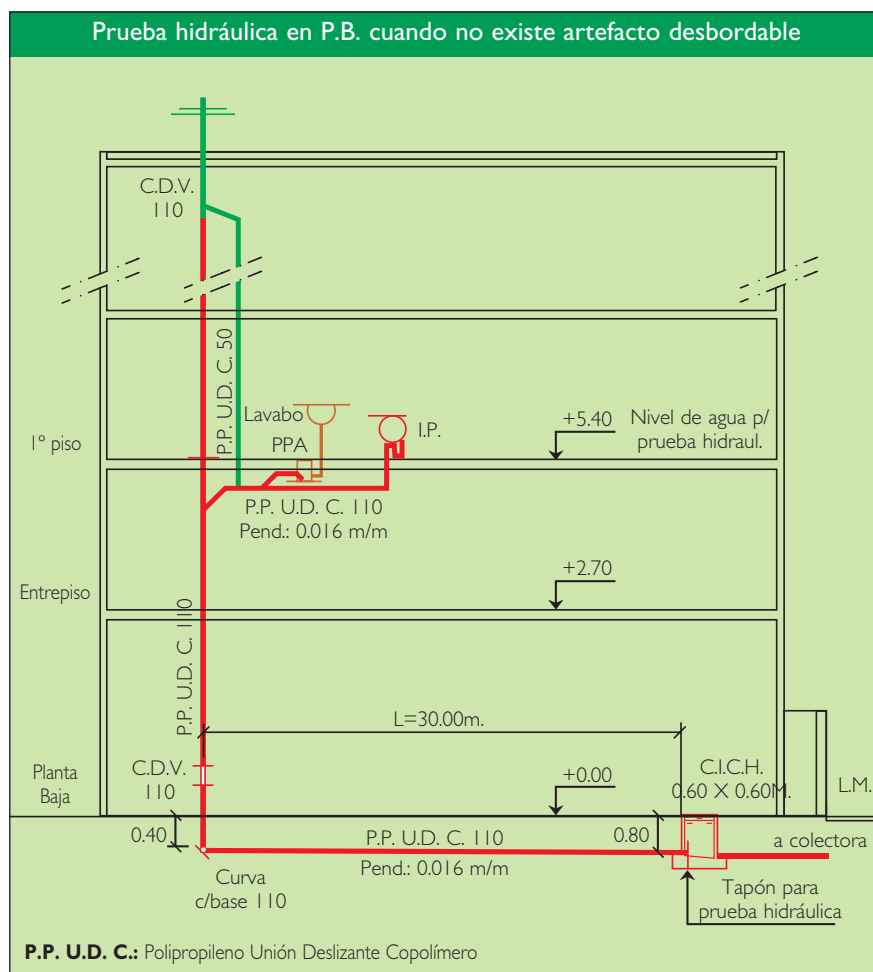 Prueba hidráulica en P.B. cuando no existe artefacto desbordable
C.D.V.
110
P.P. U.D. C. 50
Lavabo
PPA
I.P.
+5.40
Nivel de agua p/
prueba hidraul.
1º piso
P.P. U.D. C. 110
Pend.: 0.016 m/m
+2.70
Entrepiso
P.P. U.D. C. 110
L=30.00m.
Planta
Baja
C.D.V.
110
+0.00
C.I.C.H.
0.60 X 0.60M.
L.M.
0.40
P.P. U.D. C. 110
Pend.: 0.016 m/m
0.80
a colectora
Curva
c/base 110
Tapón para
prueba hidráulica
P.P. U.D. C.: Polipropileno Unión Deslizante Copolímero